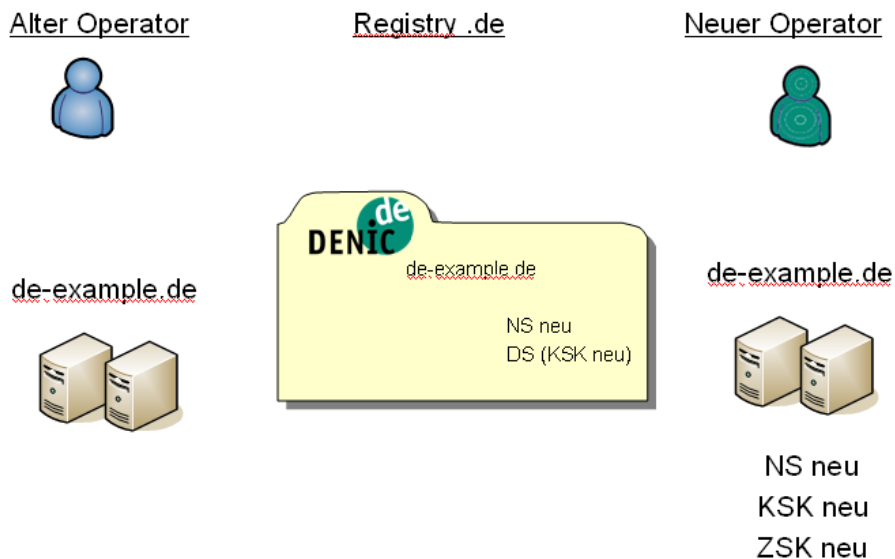 Alter Operator
Registry .de
Neuer Operator
de
DENIC
de-example.de
NS neu
DS (KSK neu)
de-example.de
de-example.de
NS neu
KSK neu
ZSK neu